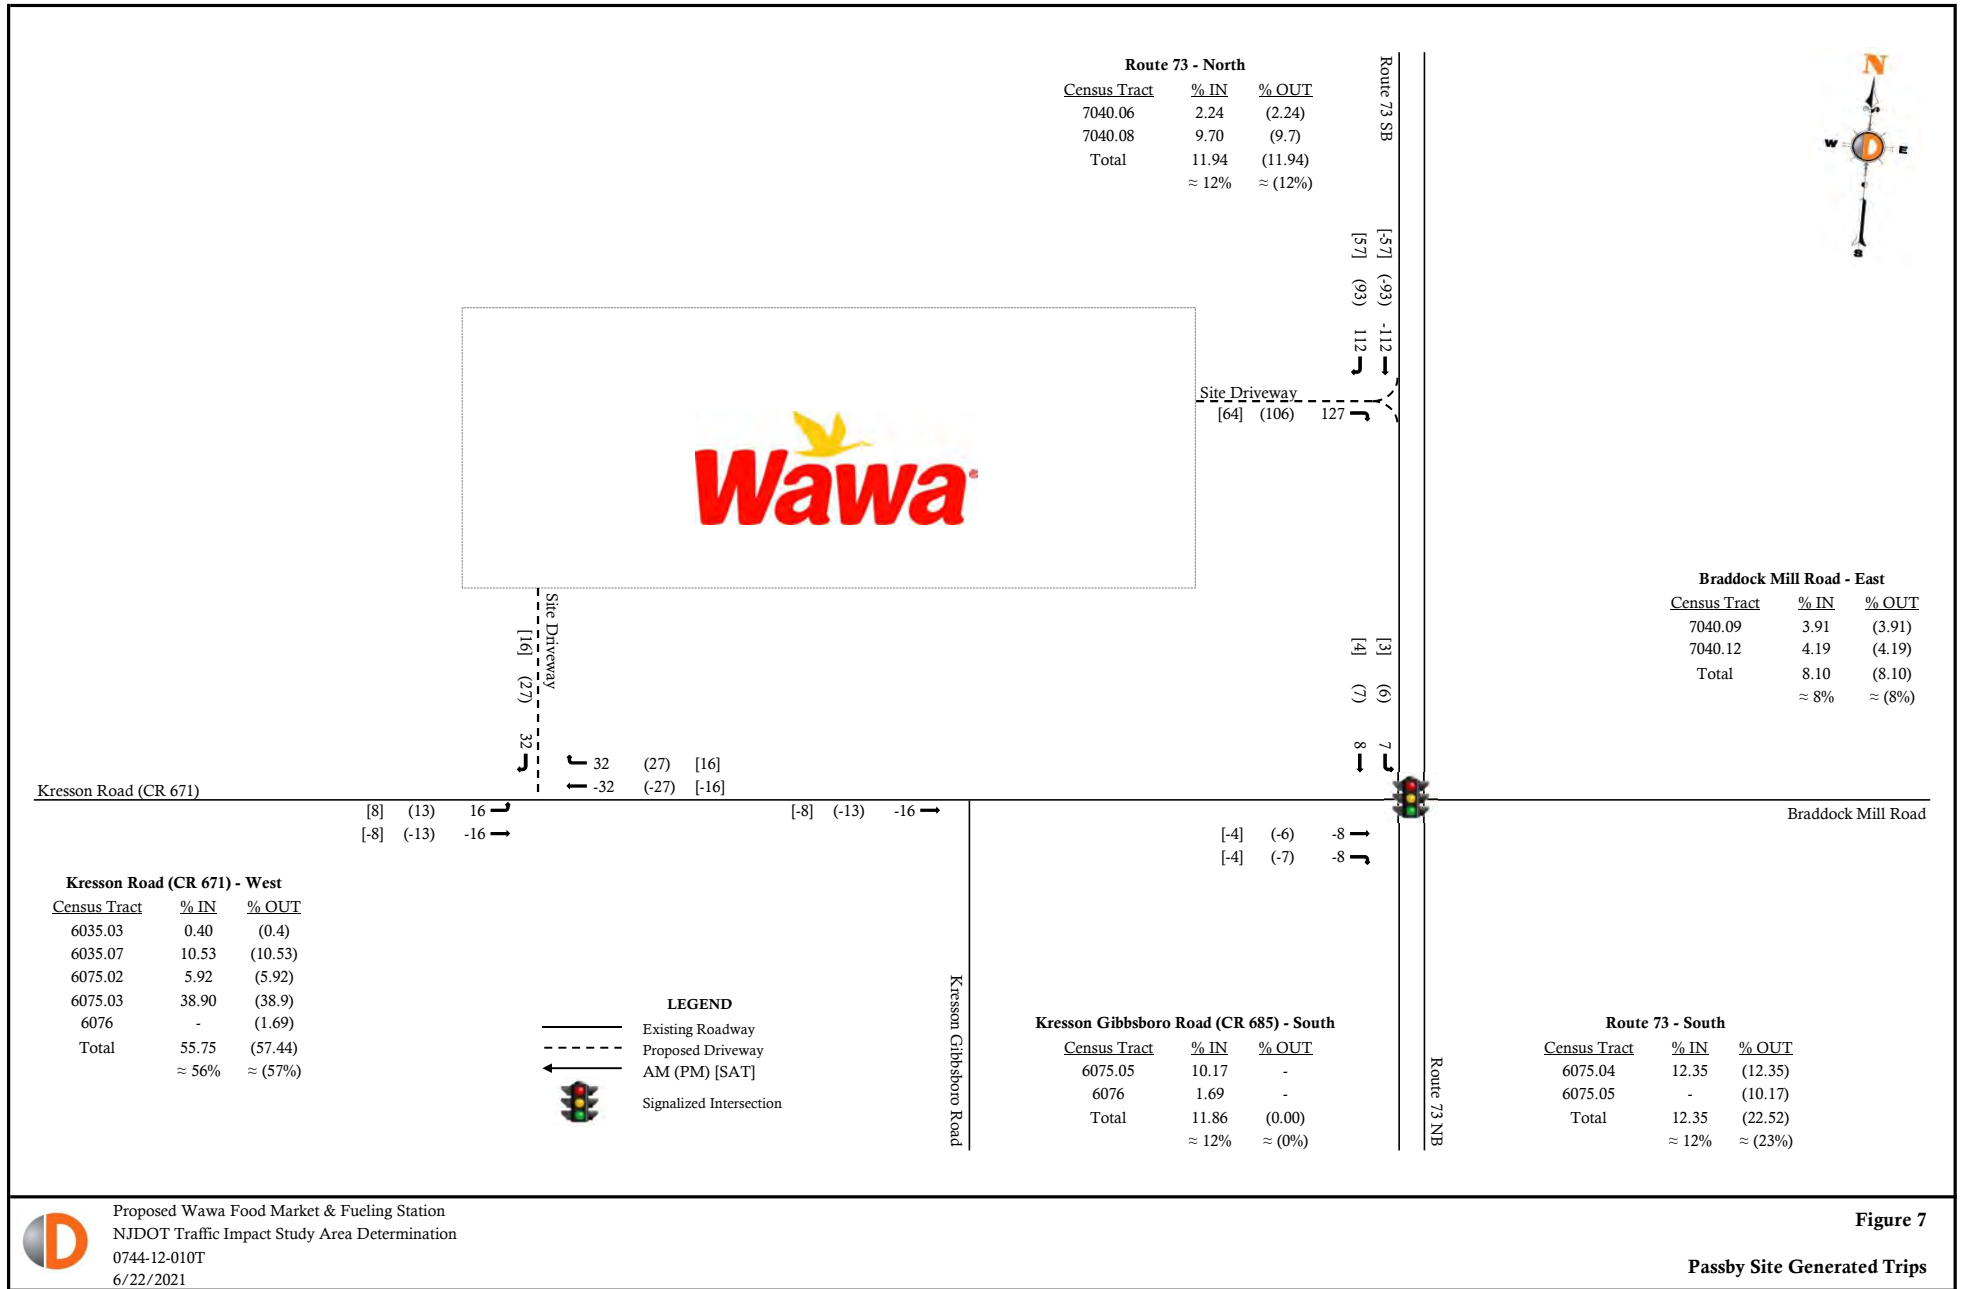 Route 73 - North
Census Tract % IN % OUT
7040.06 2.24 (2.24)
7040.08 9.70 (9.7)
Total 11.94 (11.94)
≈ 12% ≈ (12%)
Route 73 SB
N
W D E
S
[57] (93) 112
[-57] (-93) -112
Site Driveway
[64] (106) 127
Wawa
Braddock Mill Road - East
Census Tract % IN % OUT
7040.09 3.91 (3.91)
7040.12 4.19 (4.19)
Total 8.10 (8.10)
≈ 8% ≈ (8%)
Site Driveway
[16] (27) 32
[4] (7) 8
[3] (6) 7
32 (27) [16]
-32 (-27) [-16]
Kresson Road (CR 671)
[8] (13) 16
[-8] (-13) -16
[-8] (-13) -16
Braddock Mill Road
[-4] (-6) -8
[-4] (-7) -8
Kresson Road (CR 671) - West
Census Tract % IN % OUT
6035.03 0.40 (0.4)
6035.07 10.53 (10.53)
6075.02 5.92 (5.92)
6075.03 38.90 (38.9)
6076 - (1.69)
Total 55.75 (57.44)
≈ 56% ≈ (57%)
LEGEND
Existing Roadway
Proposed Driveway
AM (PM) [SAT]
Signalized Intersection
Kresson Gibbsboro Road
Kresson Gibbsboro Road (CR 685) - South
Census Tract % IN % OUT
6075.05 10.17 -
6076 1.69 -
Total 11.86 (0.00)
≈ 12% ≈ (0%)
Route 73 NB
Route 73 - South
Census Tract % IN % OUT
6075.04 12.35 (12.35)
6075.05 - (10.17)
Total 12.35 (22.52)
≈ 12% ≈ (23%)
D
Proposed Wawa Food Market & Fueling Station
NJDOT Traffic Impact Study Area Determination
0744-12-010T
6/22/2021
Figure 7
Passby Site Generated Trips